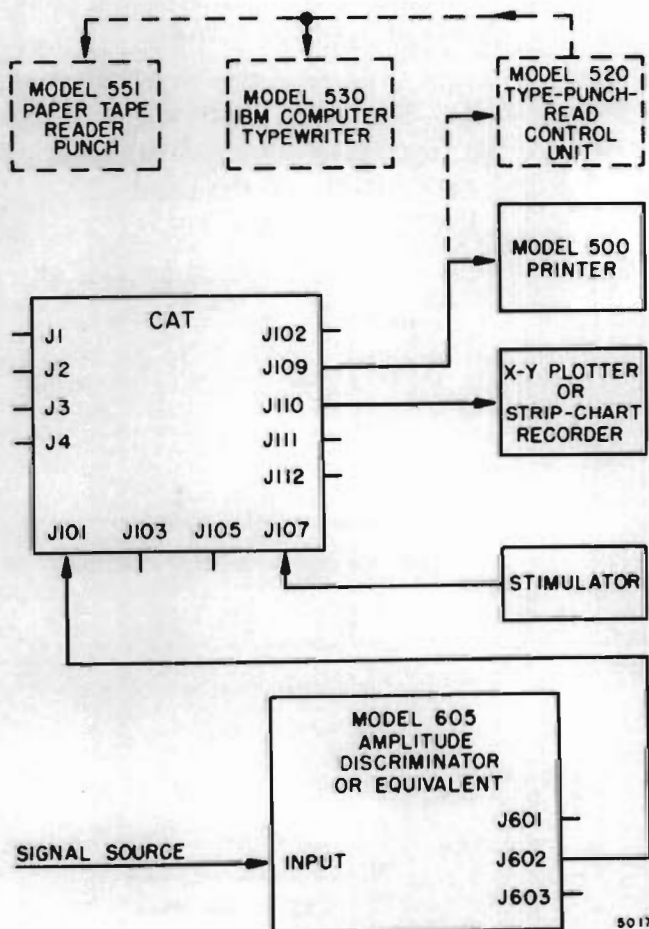 MODEL 551
PAPER TAPE
READER
PUNCH
MODEL 530
IBM COMPUTER
TYPEWRITER
MODEL 520
TYPE-PUNCH-
READ
CONTROL
UNIT
MODEL 500
PRINTER
CAT
J1
J2
J3
J4
J102
J109
J110
J111
J112
J101
J103
J105
J107
X-Y PLOTTER
OR
STRIP-CHART
RECORDER
STIMULATOR
MODEL 605
AMPLITUDE
DISCRIMINATOR
OR EQUIVALENT
J601
J602
J603
SIGNAL SOURCE
INPUT
5017